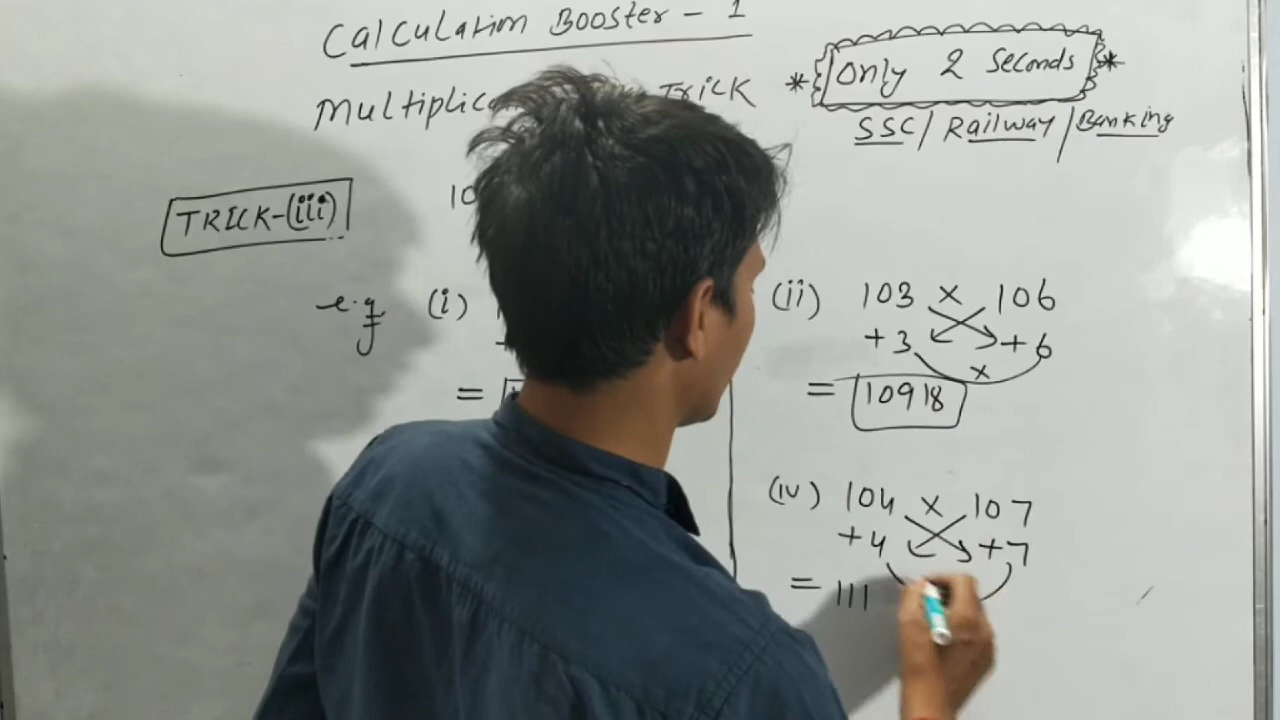 Calculation Booster - 1
* Only 2 Seconds *
Trick
SSC / Railway / Banking
TRICK-(iii)
10
e.g (i)
(ii) 103 × 106
+3 +6
×
=
= 10918
(iv) 104 × 107
+4 +7
= 111